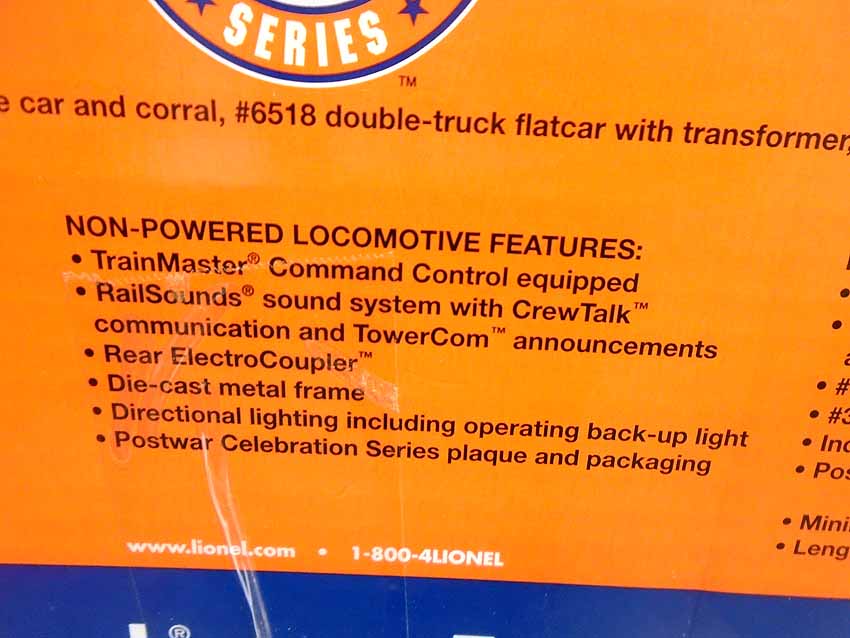 SERIES
TM
car and corral, #6518 double-truck flatcar with transformer,
NON-POWERED LOCOMOTIVE FEATURES:
• TrainMaster® Command Control equipped
• RailSounds® sound system with CrewTalk™
communication and TowerCom™ announcements
• Rear ElectroCoupler™
• Die-cast metal frame
• Directional lighting including operating back-up light
• Postwar Celebration Series plaque and packaging
www.lionel.com • 1-800-4LIONEL